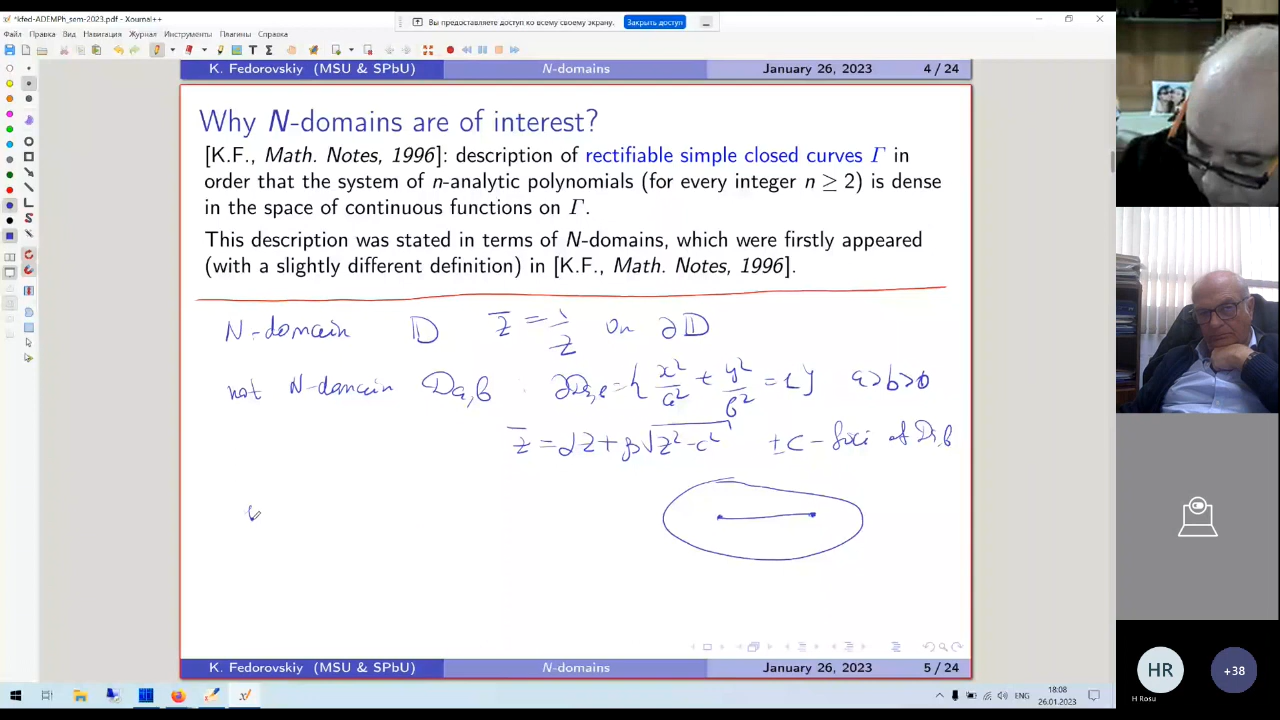 *kfed-ADEMPh_sem-2023.pdf - Xournal++
Вы предоставляете доступ ко всему своему экрану. Закрыть доступ
Файл Правка Вид Навигация Журнал Инструменты Плагины Справка
K. Fedorovskiy (MSU & SPbU) N-domains January 26, 2023 4 / 24
Why N-domains are of interest?
[K.F., Math. Notes, 1996]: description of rectifiable simple closed curves Γ in
order that the system of n-analytic polynomials (for every integer n ≥ 2) is dense
in the space of continuous functions on Γ.
This description was stated in terms of N-domains, which were firstly appeared
(with a slightly different definition) in [K.F., Math. Notes, 1996].
N-domain 𝔻 z̄ = 1/z on ∂𝔻
not N-domain D_{a,b} ∂D_{a,b} = { x²/a² + y²/b² = 1 } a>b>0
z̄ = αz + β√(z² - c²) ±c - foci of D_{a,b}
K. Fedorovskiy (MSU & SPbU) N-domains January 26, 2023 5 / 24
HR
H Rosu
+38
ENG
18:08
26.01.2023